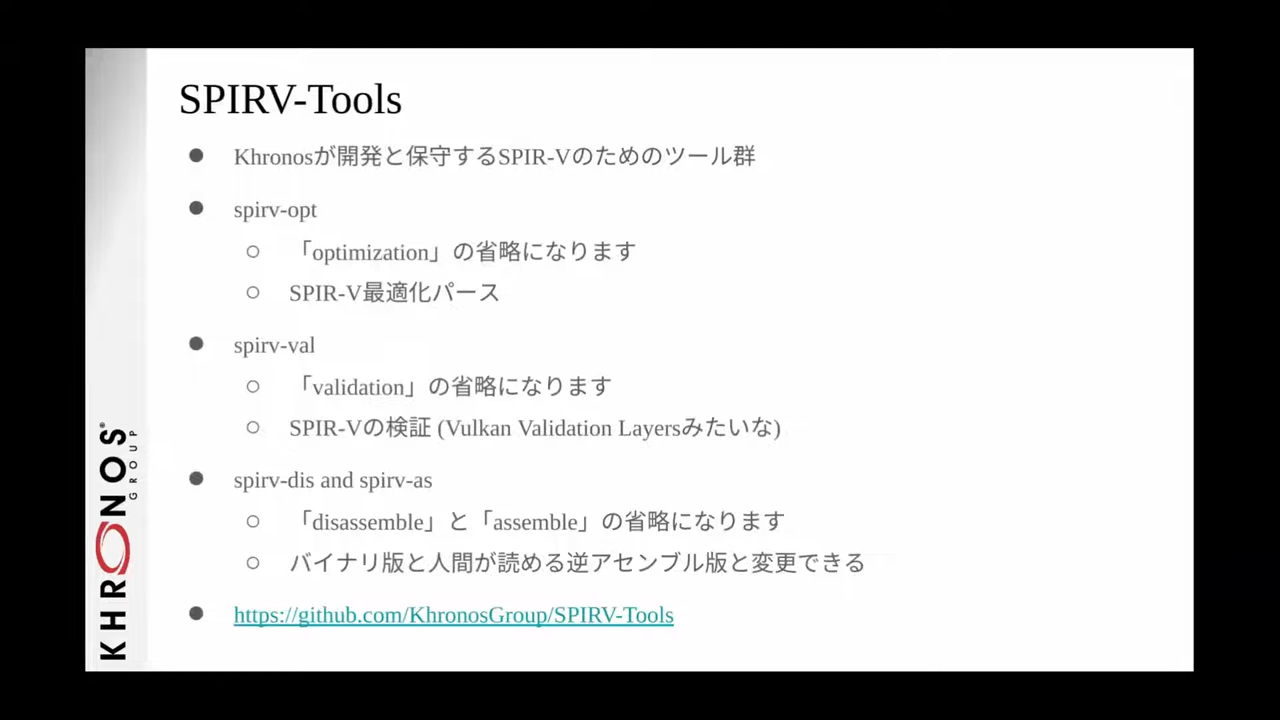 SPIRV-Tools
● Khronosが開発と保守するSPIR-Vのためのツール群
● spirv-opt
○ 「optimization」の省略になります
○ SPIR-V最適化パース
● spirv-val
○ 「validation」の省略になります
○ SPIR-Vの検証 (Vulkan Validation Layersみたいな)
● spirv-dis and spirv-as
○ 「disassemble」と「assemble」の省略になります
○ バイナリ版と人間が読める逆アセンブル版と変更できる
● https://github.com/KhronosGroup/SPIRV-Tools
KHRONOS®
GROUP